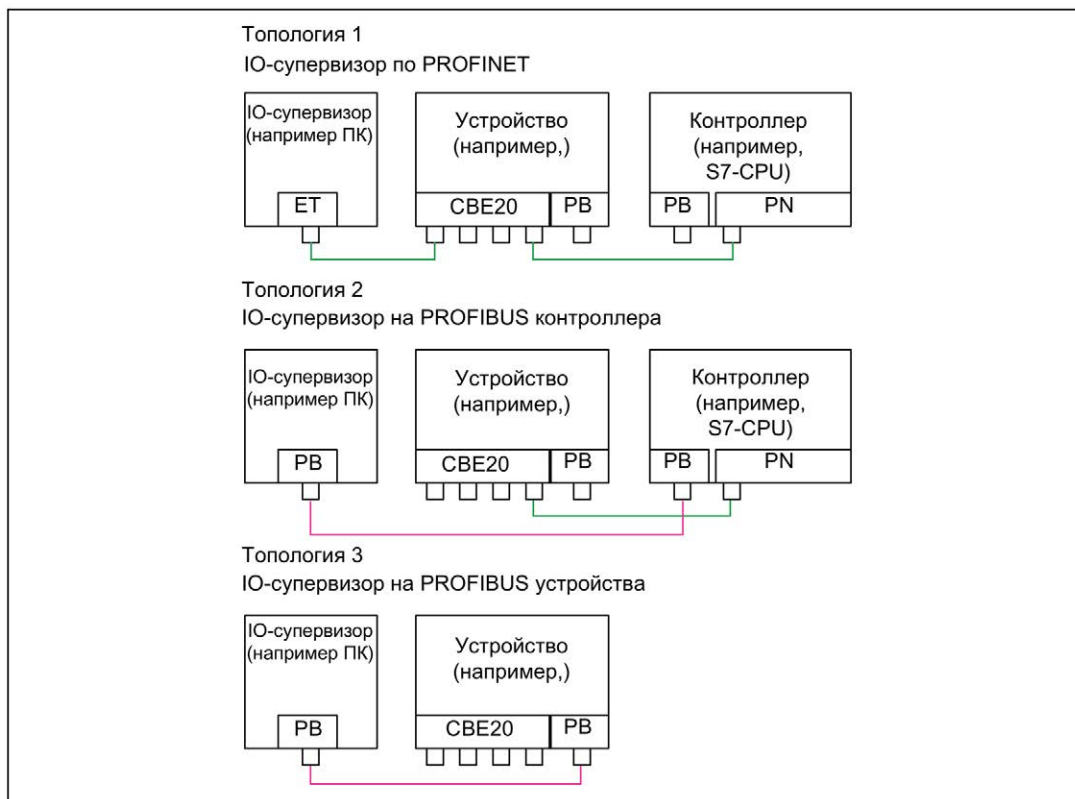 Топология 1
IO-супервизор по PROFINET
IO-супервизор
(например ПК)
ET
Устройство
(например,)
CBE20
PB
Контроллер
(например,
S7-CPU)
PB
PN
Топология 2
IO-супервизор на PROFIBUS контроллера
IO-супервизор
(например ПК)
PB
Устройство
(например,)
CBE20
PB
Контроллер
(например,
S7-CPU)
PB
PN
Топология 3
IO-супервизор на PROFIBUS устройства
IO-супервизор
(например ПК)
PB
Устройство
(например,)
CBE20
PB